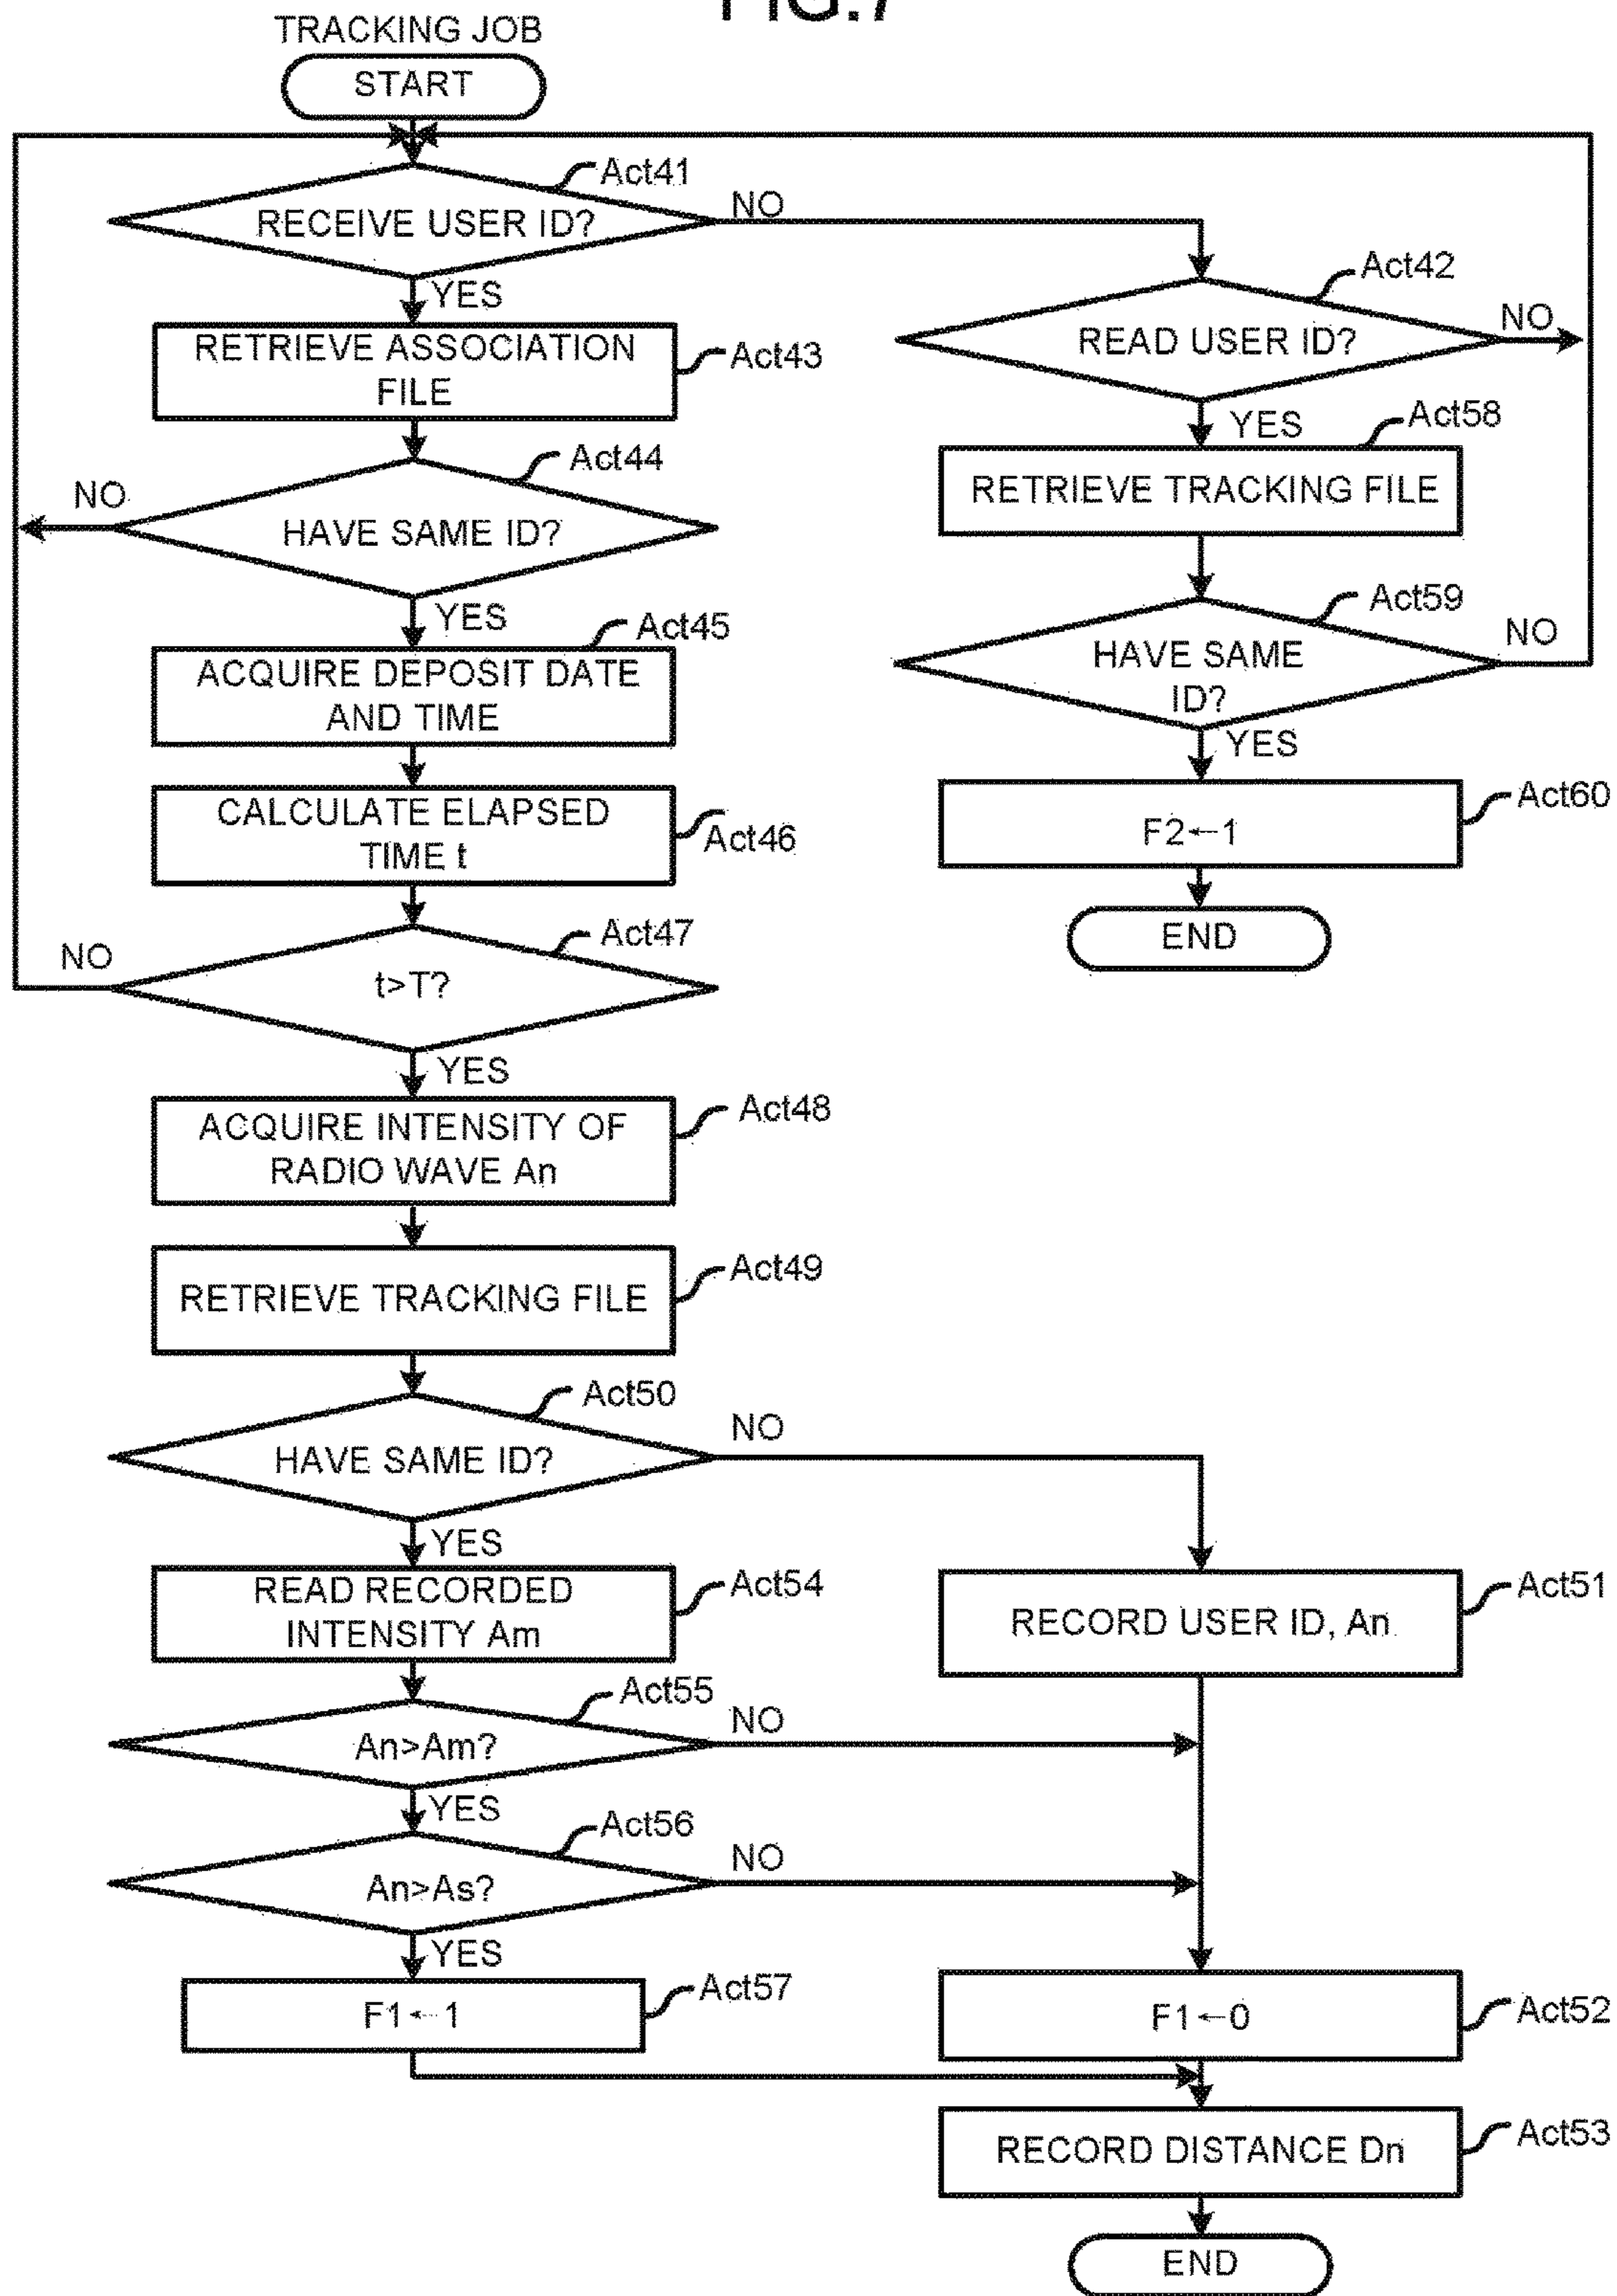 FIG.7
TRACKING JOB
START
Act41
RECEIVE USER ID?
NO
YES
Act42
READ USER ID?
NO
YES
RETRIEVE ASSOCIATION
FILE
Act43
Act58
RETRIEVE TRACKING FILE
Act44
HAVE SAME ID?
NO
YES
Act59
HAVE SAME
ID?
NO
YES
Act45
ACQUIRE DEPOSIT DATE
AND TIME
CALCULATE ELAPSED
TIME t
Act46
Act60
F2←1
END
Act47
t>T?
NO
YES
ACQUIRE INTENSITY OF
RADIO WAVE An
Act48
RETRIEVE TRACKING FILE
Act49
Act50
HAVE SAME ID?
NO
YES
READ RECORDED
INTENSITY Am
Act54
RECORD USER ID, An
Act51
Act55
An>Am?
NO
YES
Act56
An>As?
NO
YES
F1←1
Act57
F1←0
Act52
RECORD DISTANCE Dn
Act53
END